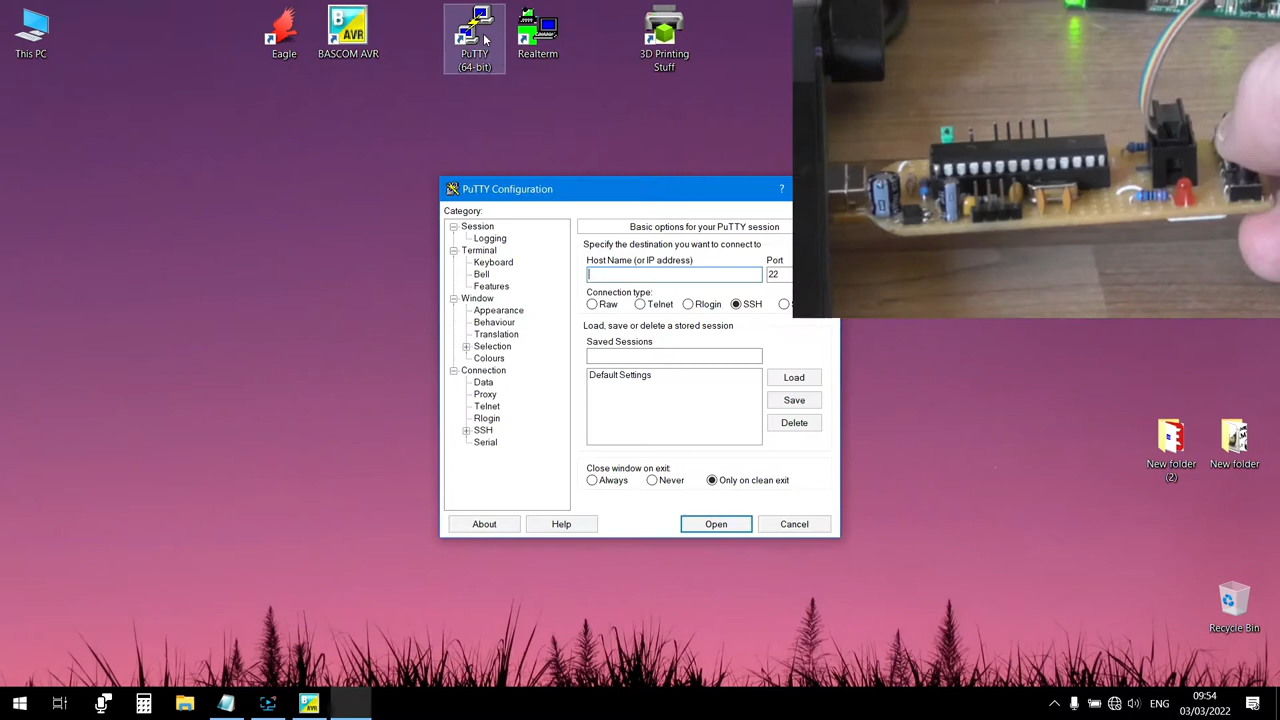 This PC
Eagle
BASCOM AVR
PuTTY
(64-bit)
Realterm
3D Printing
Stuff
PuTTY Configuration
?
Category:
Session
Logging
Terminal
Keyboard
Bell
Features
Window
Appearance
Behaviour
Translation
Selection
Colours
Connection
Data
Proxy
Telnet
Rlogin
SSH
Serial
Basic options for your PuTTY session
Specify the destination you want to connect to
Host Name (or IP address)
Port
22
Connection type:
Raw
Telnet
Rlogin
SSH
Load, save or delete a stored session
Saved Sessions
Default Settings
Load
Save
Delete
Close window on exit:
Always
Never
Only on clean exit
About
Help
Open
Cancel
New folder
(2)
New folder
Recycle Bin
ENG
09:54
03/03/2022